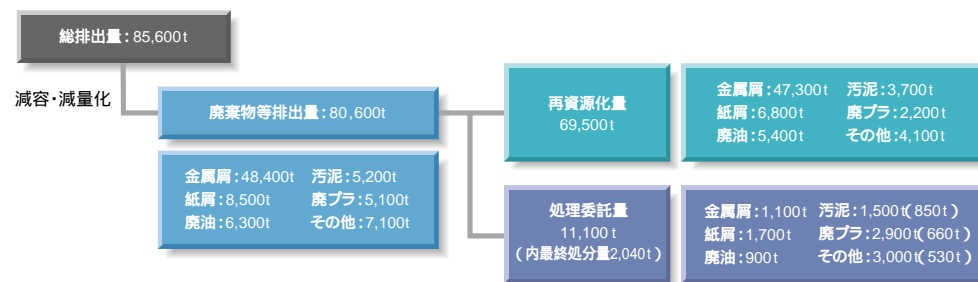 総排出量:85,600t
減容・減量化
廃棄物等排出量:80,600t
金属屑:48,400t 汚泥:5,200t
紙屑:8,500t 廃プラ:5,100t
廃油:6,300t その他:7,100t
再資源化量
69,500t
金属屑:47,300t 汚泥:3,700t
紙屑:6,800t 廃プラ:2,200t
廃油:5,400t その他:4,100t
処理委託量
11,100t
(内最終処分量2,040t)
金属屑:1,100t 汚泥:1,500t(850t)
紙屑:1,700t 廃プラ:2,900t(660t)
廃油:900t その他:3,000t(530t)